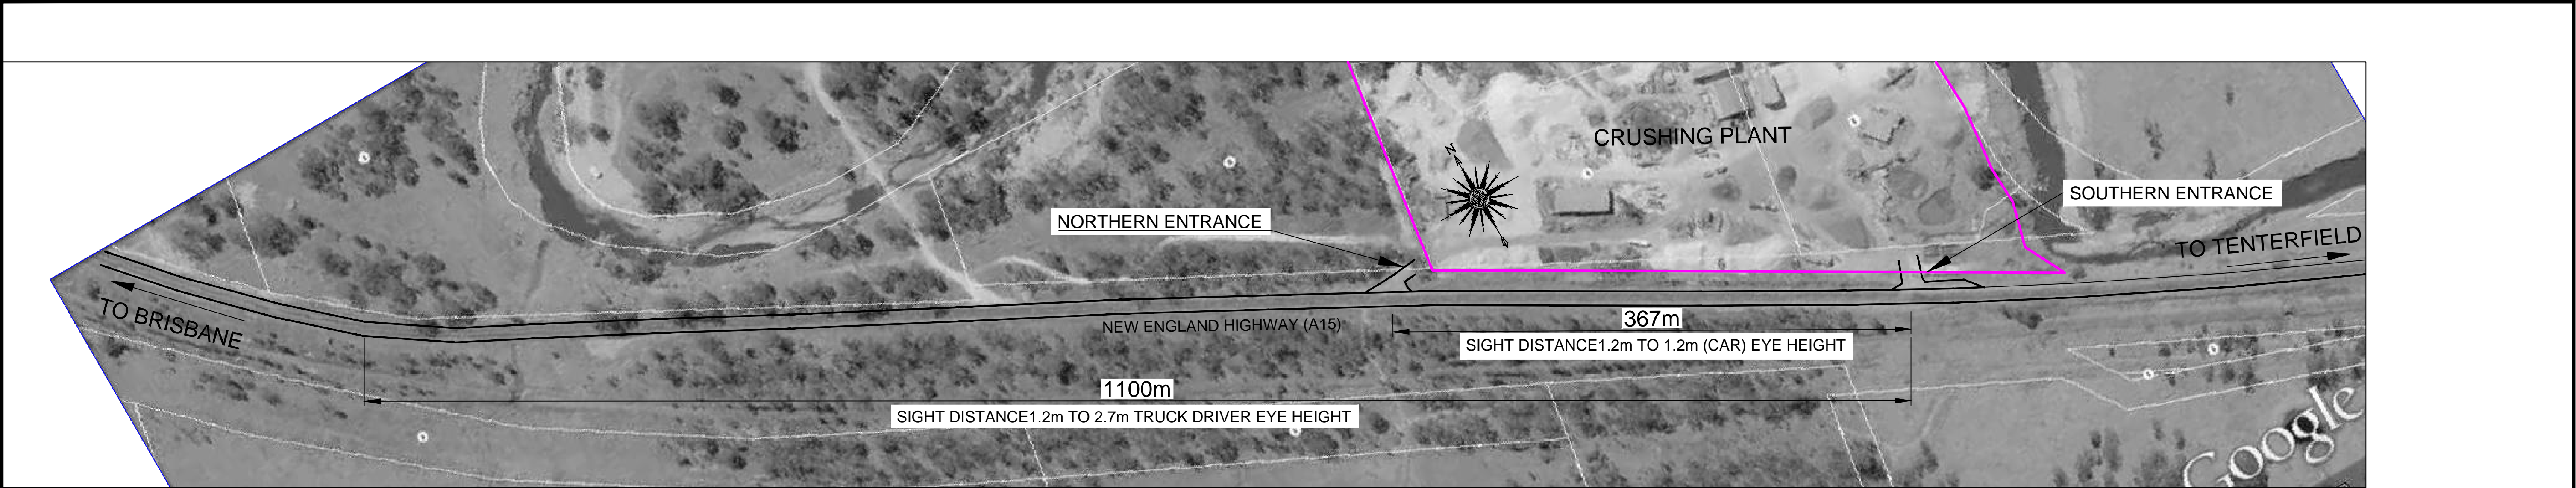 CRUSHING PLANT
N
SOUTHERN ENTRANCE
NORTHERN ENTRANCE
TO TENTERFIELD
TO BRISBANE
NEW ENGLAND HIGHWAY (A15)
367m
SIGHT DISTANCE1.2m TO 1.2m (CAR) EYE HEIGHT
1100m
SIGHT DISTANCE1.2m TO 2.7m TRUCK DRIVER EYE HEIGHT
Google